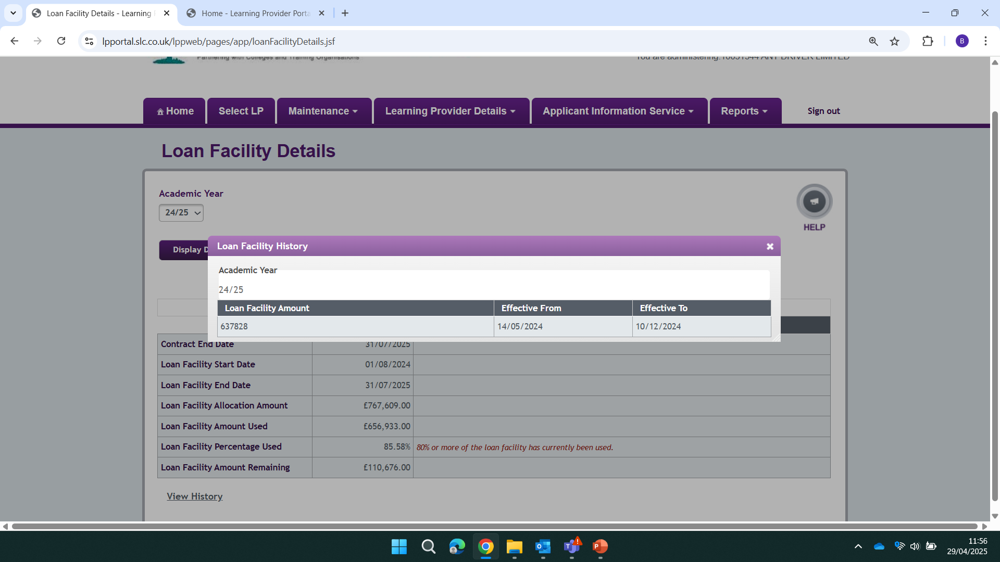 Loan Facility Details - Learning
Home - Learning Provider Porta
lpportal.slc.co.uk/lppweb/pages/app/loanFacilityDetails.jsf
B
Partnering with Colleges and Training Organisations
You are administering:10051544 ANY DRIVER LIMITED
Home
Select LP
Maintenance
Learning Provider Details
Applicant Information Service
Reports
Sign out
Loan Facility Details
Academic Year
24/25
HELP
Display D
Loan Facility History
Academic Year
24/25
Loan Facility Amount Effective From Effective To
637828 14/05/2024 10/12/2024
Contract End Date 31/07/2025
Loan Facility Start Date 01/08/2024
Loan Facility End Date 31/07/2025
Loan Facility Allocation Amount £767,609.00
Loan Facility Amount Used £656,933.00
Loan Facility Percentage Used 85.58% 80% or more of the loan facility has currently been used.
Loan Facility Amount Remaining £110,676.00
View History
11:56
29/04/2025